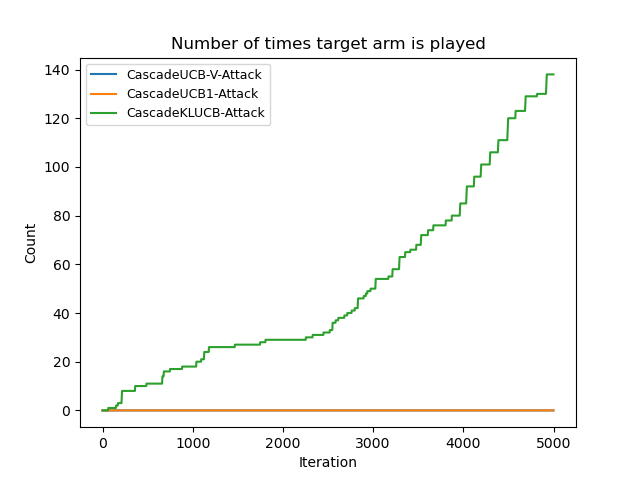 Number of times target arm is played
CascadeUCB-V-Attack
CascadeUCB1-Attack
CascadeKLUCB-Attack
140
120
100
80
60
40
20
0
Count
0 1000 2000 3000 4000 5000
Iteration